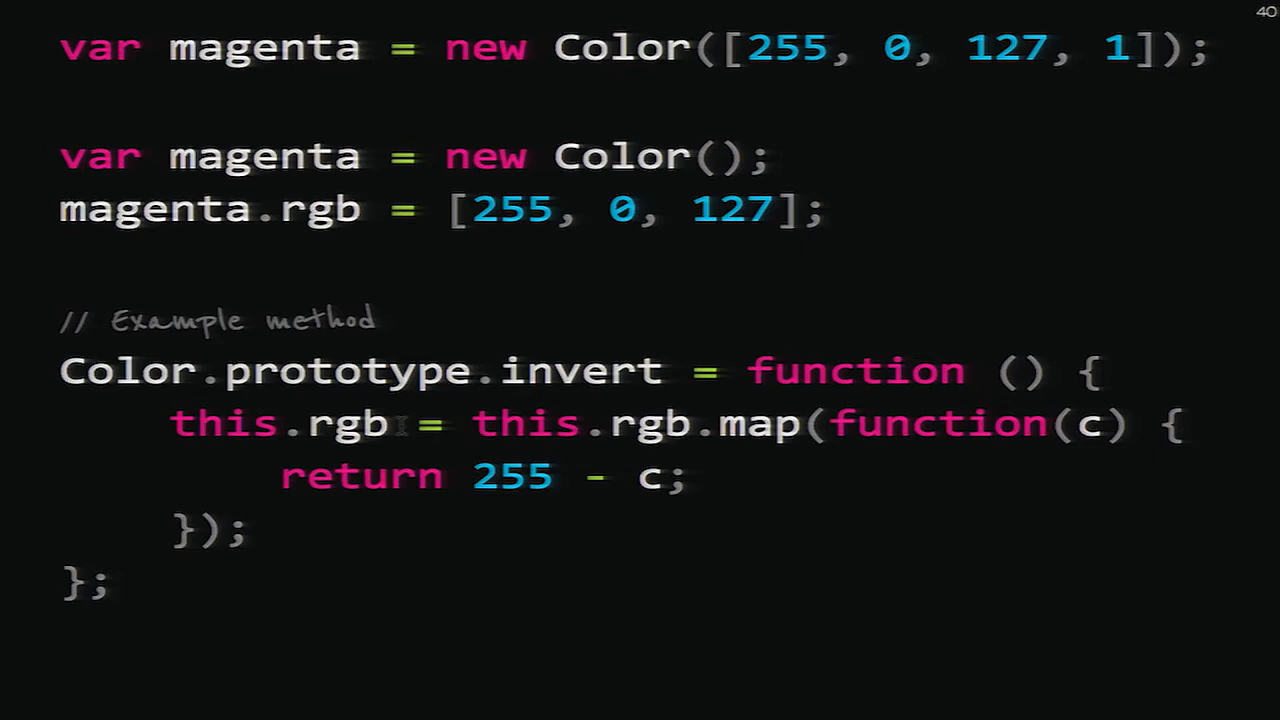 40
var magenta = new Color([255, 0, 127, 1]);
var magenta = new Color();
magenta.rgb = [255, 0, 127];
// Example method
Color.prototype.invert = function () {
this.rgb = this.rgb.map(function(c) {
return 255 - c;
});
};